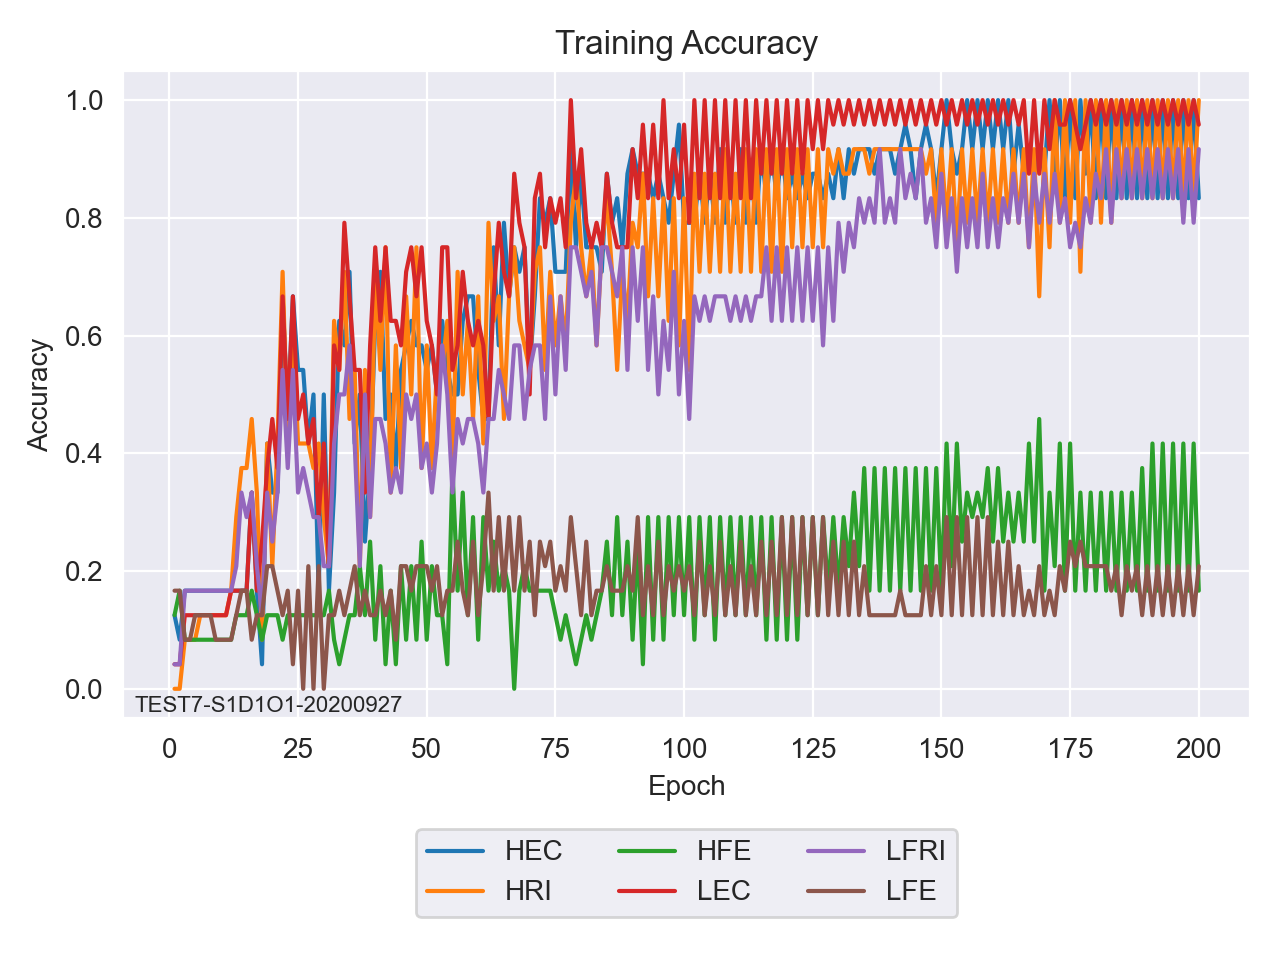 Training Accuracy
1.0
0.8
0.6
0.4
0.2
0.0
Accuracy
TEST7-S1D1O1-20200927
0 25 50 75 100 125 150 175 200
Epoch
HEC HFE LFRI
HRI LEC LFE